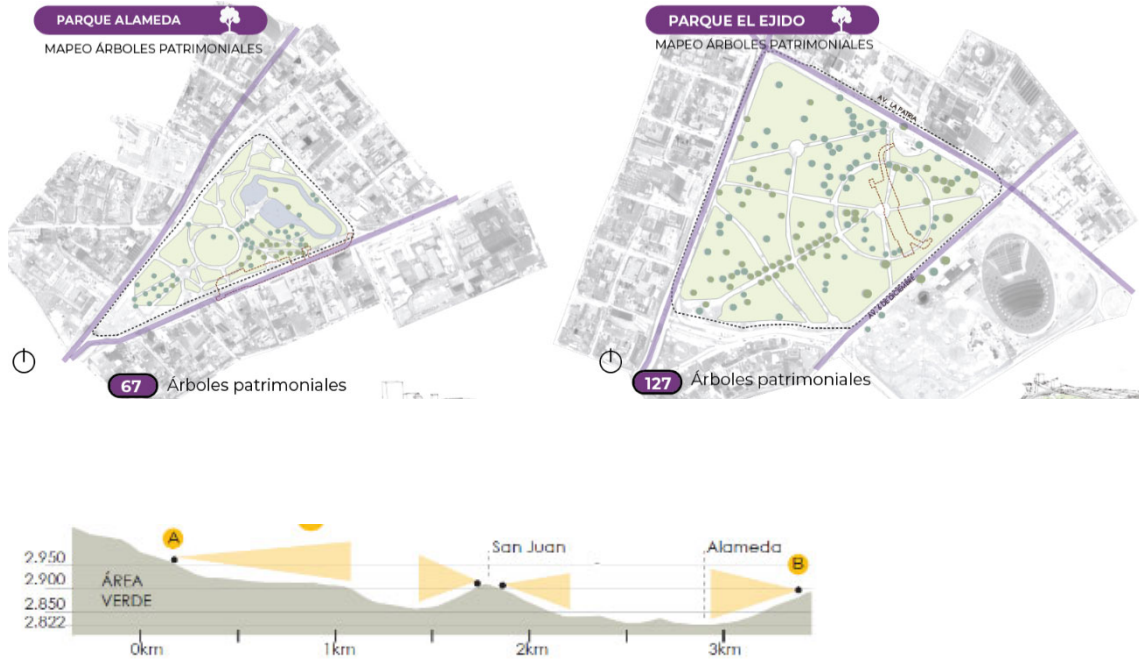 PARQUE ALAMEDA
MAPEO ÁRBOLES PATRIMONIALES
67 Árboles patrimoniales
PARQUE EL EJIDO
MAPEO ÁRBOLES PATRIMONIALES
AV. LA PATRIA
127 Árboles patrimoniales
A
San Juan
Alameda
B
2.950
2.900
2.850
2.822
ÁREA
VERDE
0km
1km
2km
3km